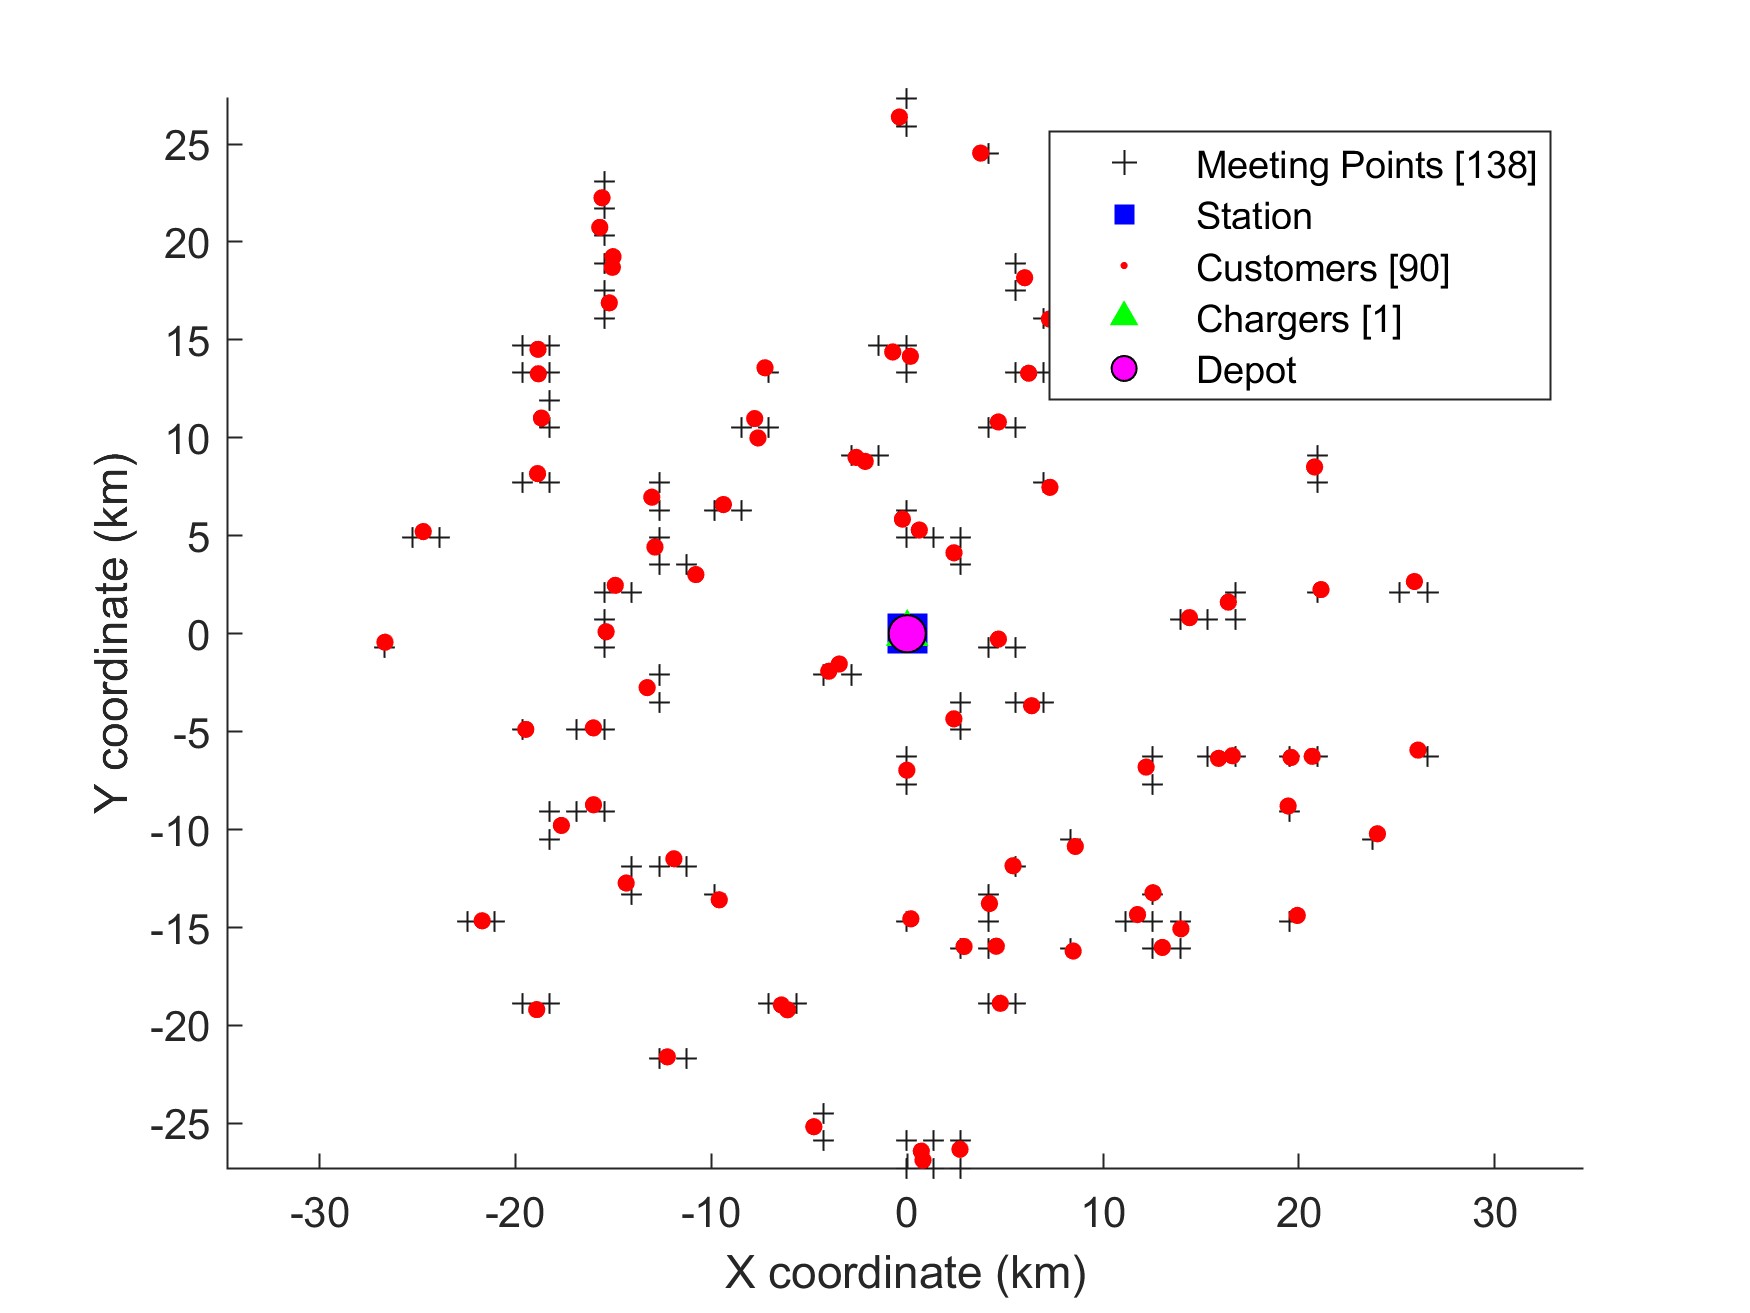 25
20
15
10
5
0
-5
-10
-15
-20
-25
Y coordinate (km)
Meeting Points [138]
Station
Customers [90]
Chargers [1]
Depot
-30 -20 -10 0 10 20 30
X coordinate (km)